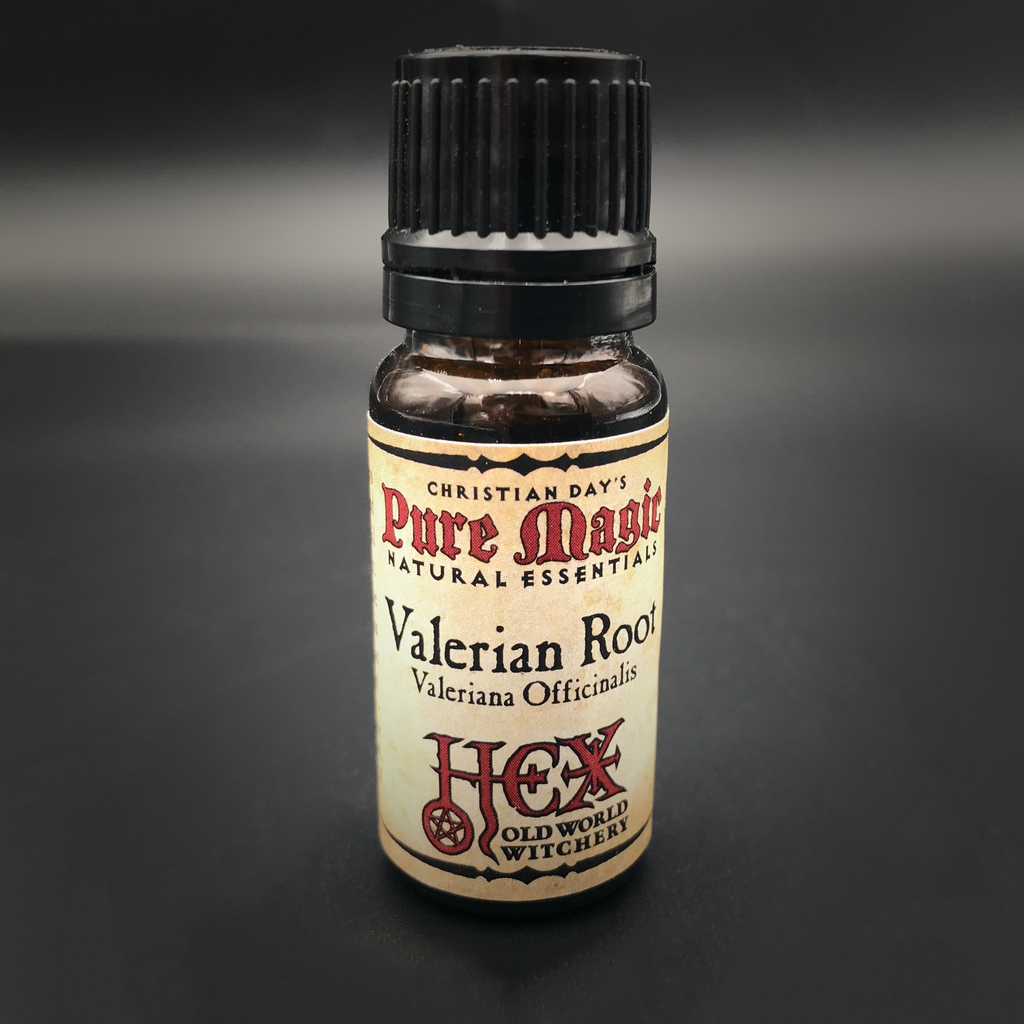 CHRISTIAN DAY'S
Pure Magic
NATURAL ESSENTIALS
Valerian Root
Valeriana Officinalis
HEX
OLD WORLD
WITCHERY